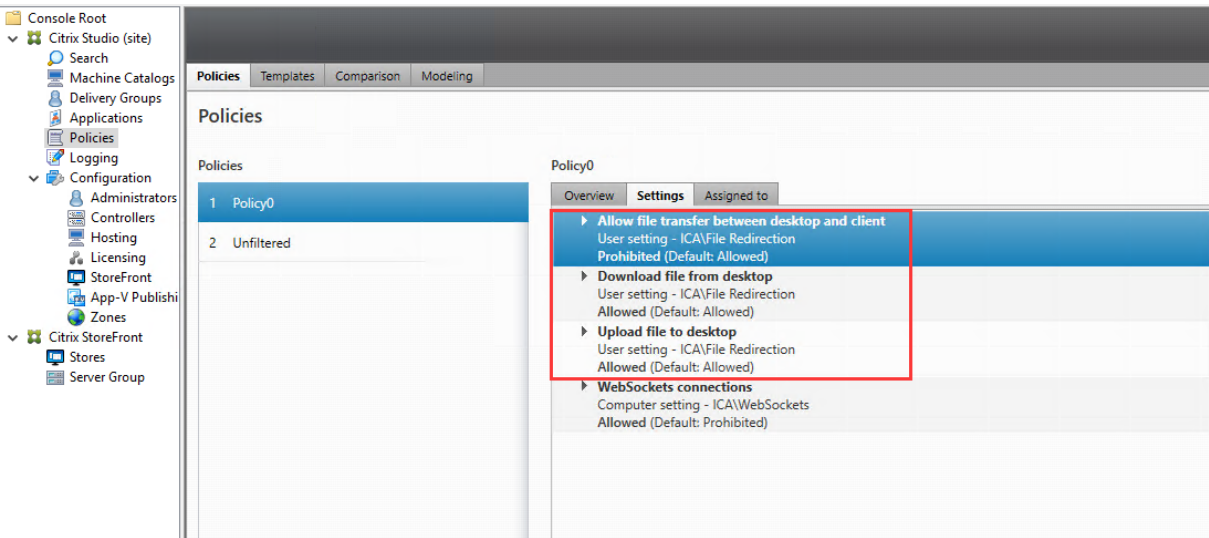 Console Root
Citrix Studio (site)
Search
Machine Catalogs
Delivery Groups
Applications
Policies
Logging
Configuration
Administrators
Controllers
Hosting
Licensing
StoreFront
App-V Publishi
Zones
Citrix StoreFront
Stores
Server Group
Policies Templates Comparison Modeling
Policies
Policies
1 Policy0
2 Unfiltered
Policy0
Overview Settings Assigned to
Allow file transfer between desktop and client
User setting - ICA\File Redirection
Prohibited (Default: Allowed)
Download file from desktop
User setting - ICA\File Redirection
Allowed (Default: Allowed)
Upload file to desktop
User setting - ICA\File Redirection
Allowed (Default: Allowed)
WebSockets connections
Computer setting - ICA\WebSockets
Allowed (Default: Prohibited)